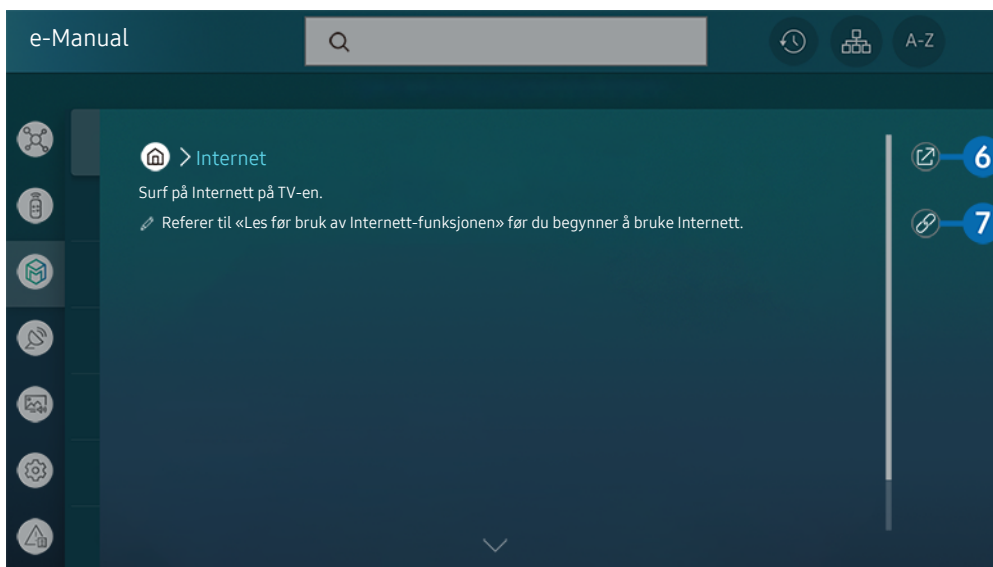 e-Manual
A-Z
Internet
6
Surf på Internett på TV-en.
Referer til «Les før bruk av Internett-funksjonen» før du begynner å bruke Internett.
7